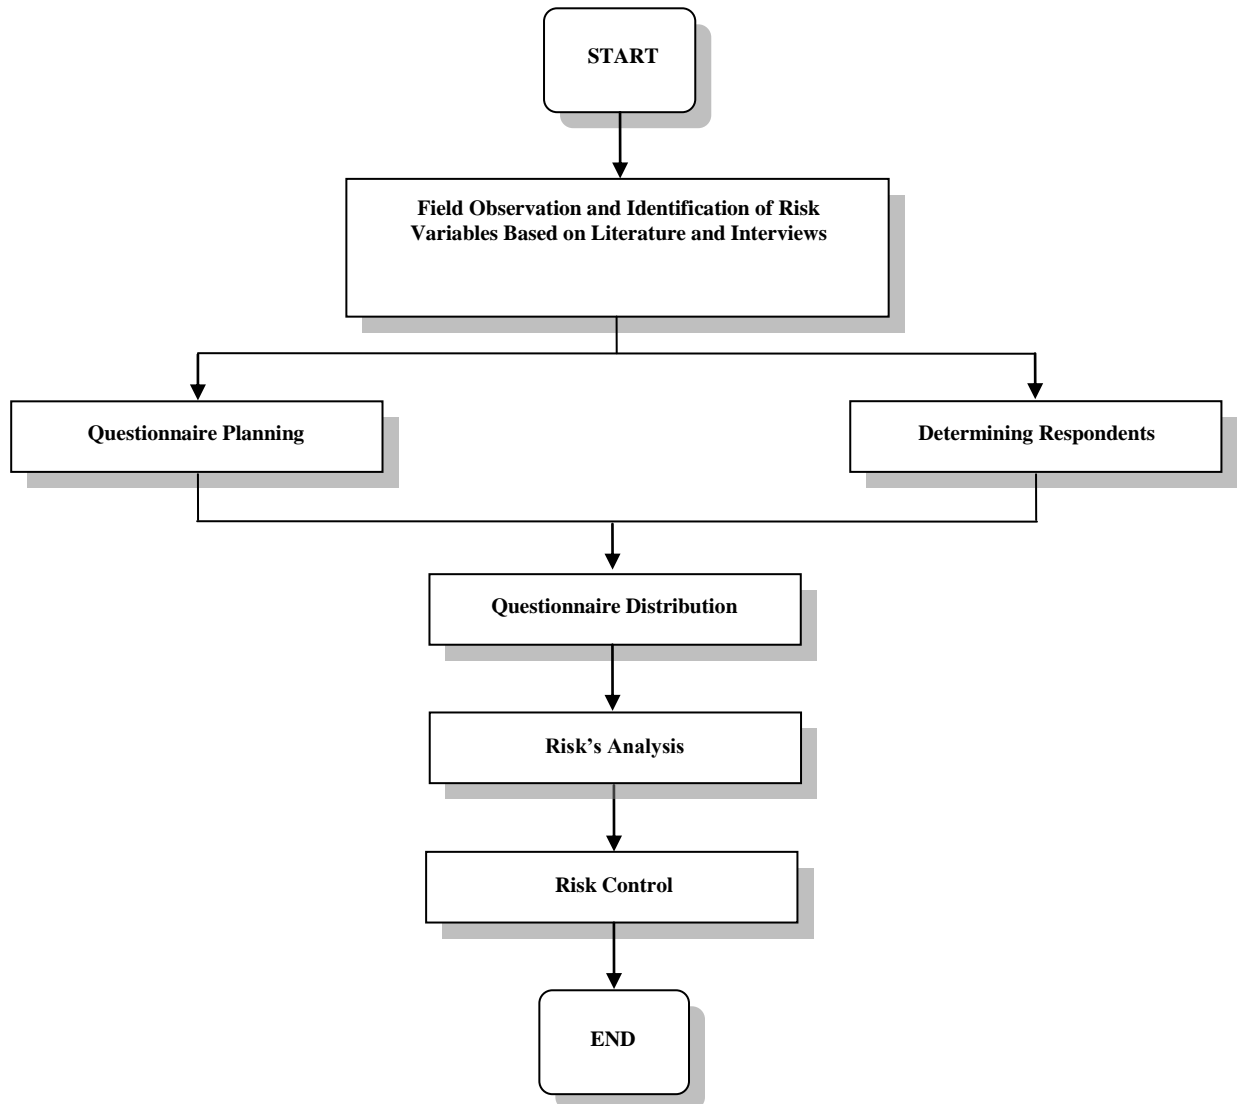 START
Field Observation and Identification of Risk
Variables Based on Literature and Interviews
Questionnaire Planning
Determining Respondents
Questionnaire Distribution
Risk’s Analysis
Risk Control
END